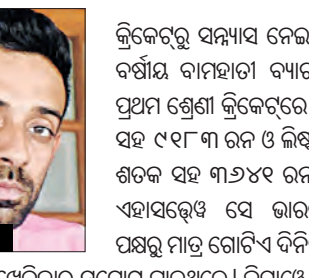 କ୍ରିକେଟ୍‌ରୁ ସନ୍ନ୍ୟାସ ନେଇ
ବର୍ଷୀୟ ବାମହାତୀ ବ୍ୟାଟ
ପ୍ରଥମ ଶ୍ରେଣୀ କ୍ରିକେଟ୍‌ରେ
ସହ ୯୧୮୩ ରନ ଓ ଲିଷ୍ଟ
ଶତକ ସହ ୩୬୪୧ ରନ
ଏହାସତ୍ତ୍ୱେଓ ସେ ଭାର
ପକ୍ଷରୁ ମାତ୍ର ଗୋଟିଏ ଦିନି